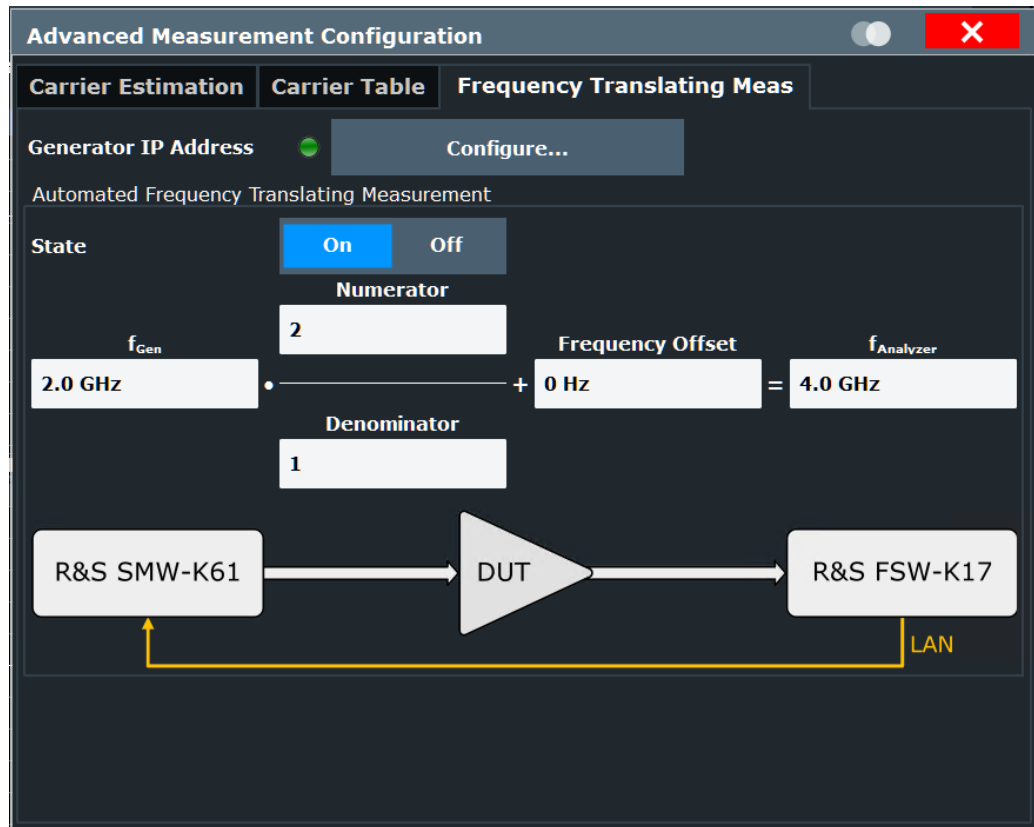 Advanced Measurement Configuration
Carrier Estimation Carrier Table Frequency Translating Meas
Generator IP Address Configure...
Automated Frequency Translating Measurement
State On Off
Numerator
2
fGen Frequency Offset fAnalyzer
2.0 GHz • + 0 Hz = 4.0 GHz
Denominator
1
R&S SMW-K61 DUT R&S FSW-K17
LAN